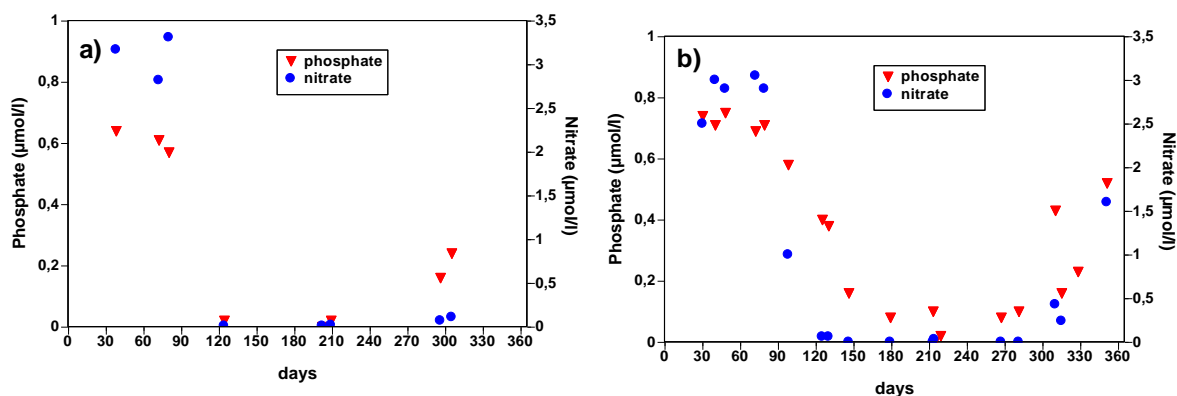 a)
phosphate
nitrate
Phosphate (µmol/l)
1
0,8
0,6
0,4
0,2
0
3,5
3
2,5
2
1,5
1
0,5
0
Nitrate (µmol/l)
0 30 60 90 120 150 180 210 240 270 300 330 360
days
b)
phosphate
nitrate
Phosphate (µmol/l)
1
0,8
0,6
0,4
0,2
0
3,5
3
2,5
2
1,5
1
0,5
0
Nitrate (µmol/l)
0 30 60 90 120 150 180 210 240 270 300 330 360
days